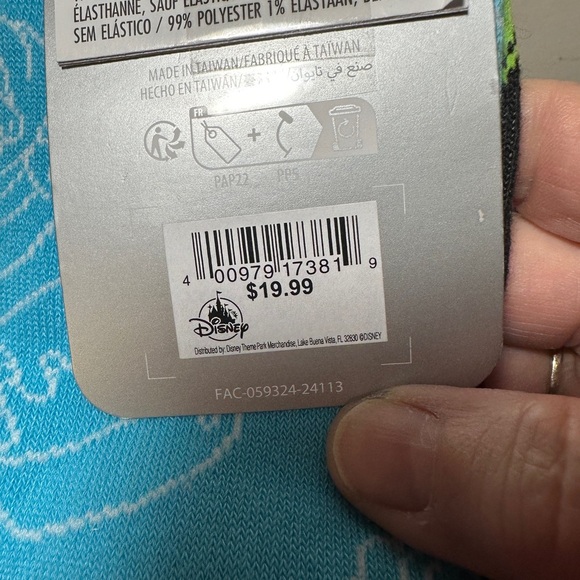 ÉLASTHANNE, SAUF ÉLAST
SEM ELÁSTICO / 99% POLYESTER 1% ELASTAAN,
MADE IN TAIWAN/FABRIQUÉ À TAÏWAN
HECHO EN TAIWÁN/ صنع في تايوان
FR
PAP22 + PP5
4 00979 17381 9
$19.99
Disney
Distributed by: Disney Theme Park Merchandise, Lake Buena Vista, FL 32830 ©DISNEY
FAC-059324-24113